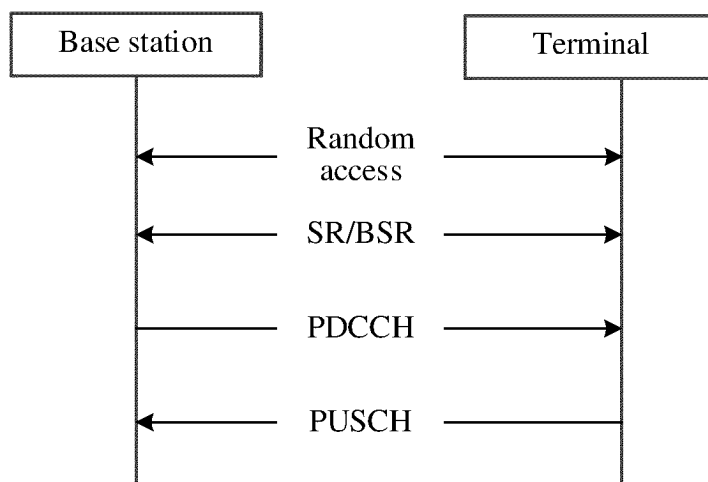 Base station
Terminal
Random
access
SR/BSR
PDCCH
PUSCH